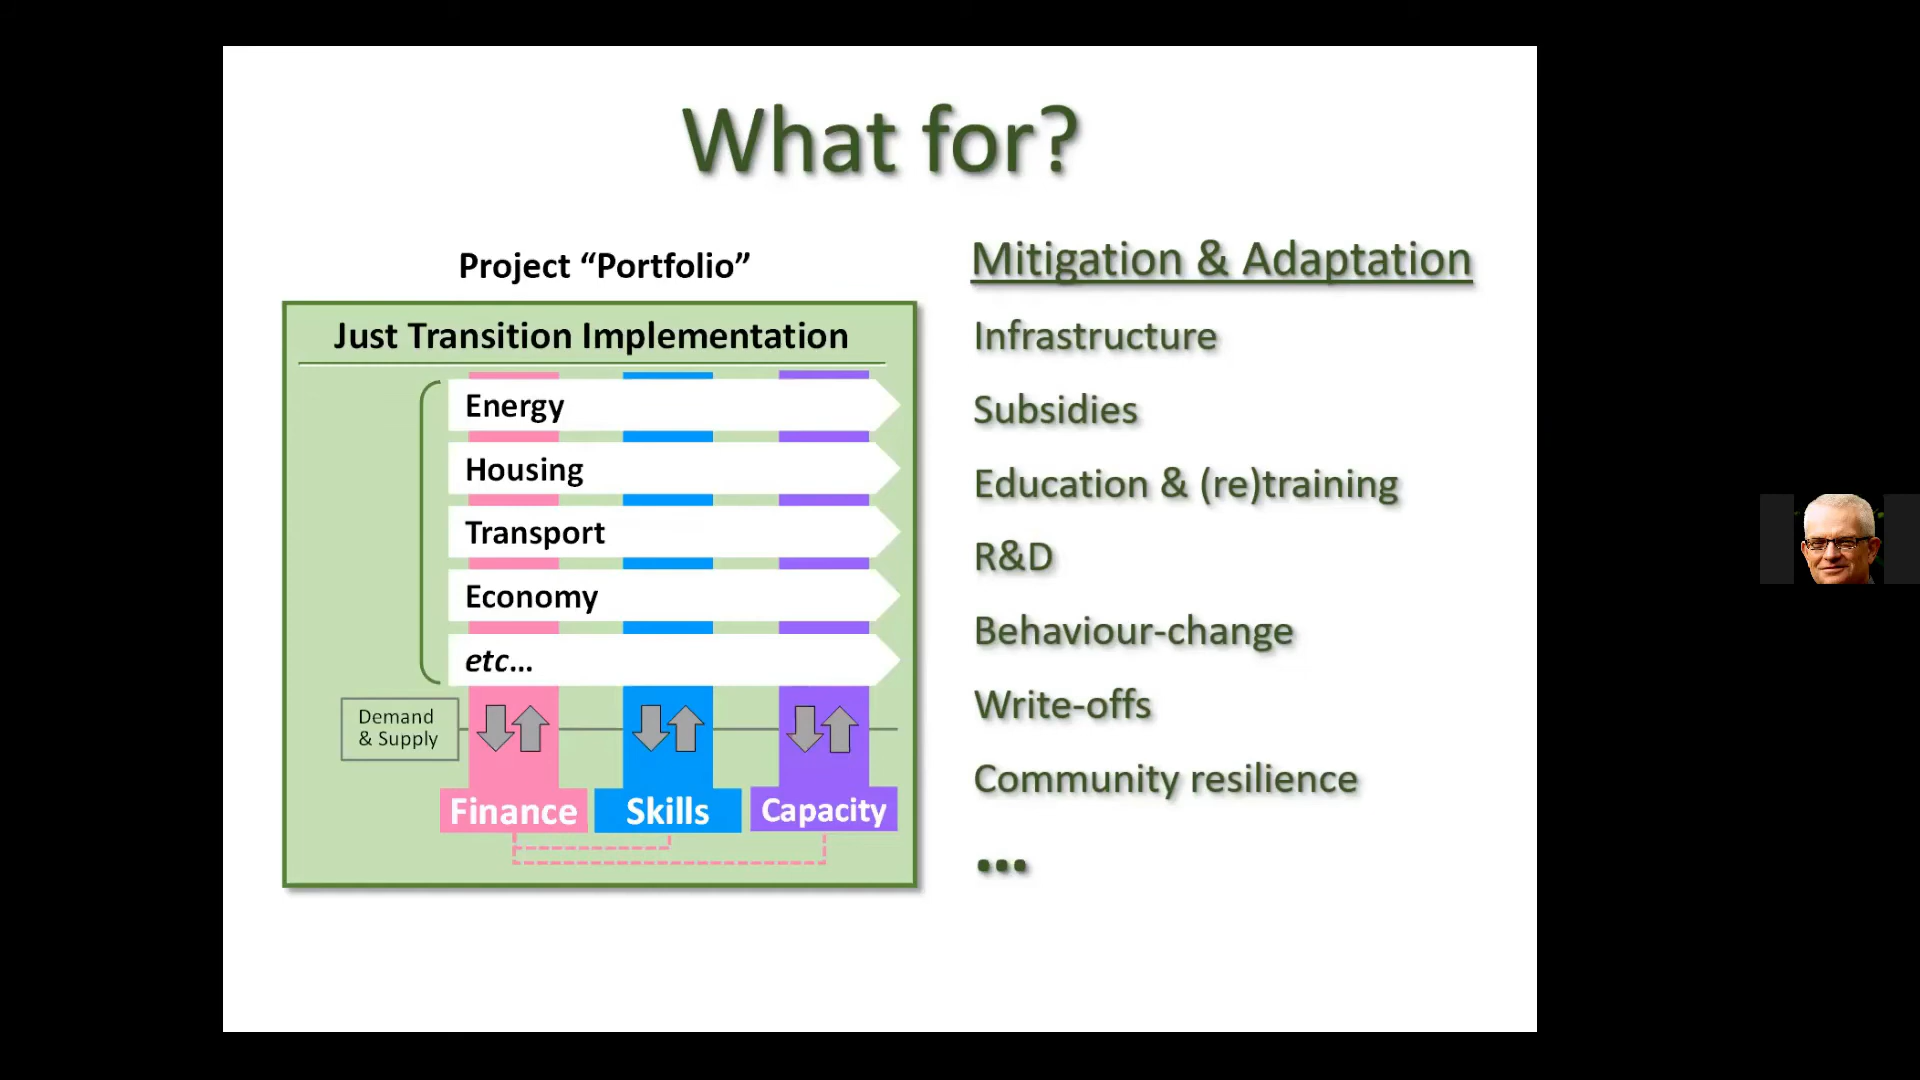 What for?
Project “Portfolio”
Just Transition Implementation
Energy
Housing
Transport
Economy
etc…
Demand
& Supply
Finance
Skills
Capacity
Mitigation & Adaptation
Infrastructure
Subsidies
Education & (re)training
R&D
Behaviour-change
Write-offs
Community resilience
…